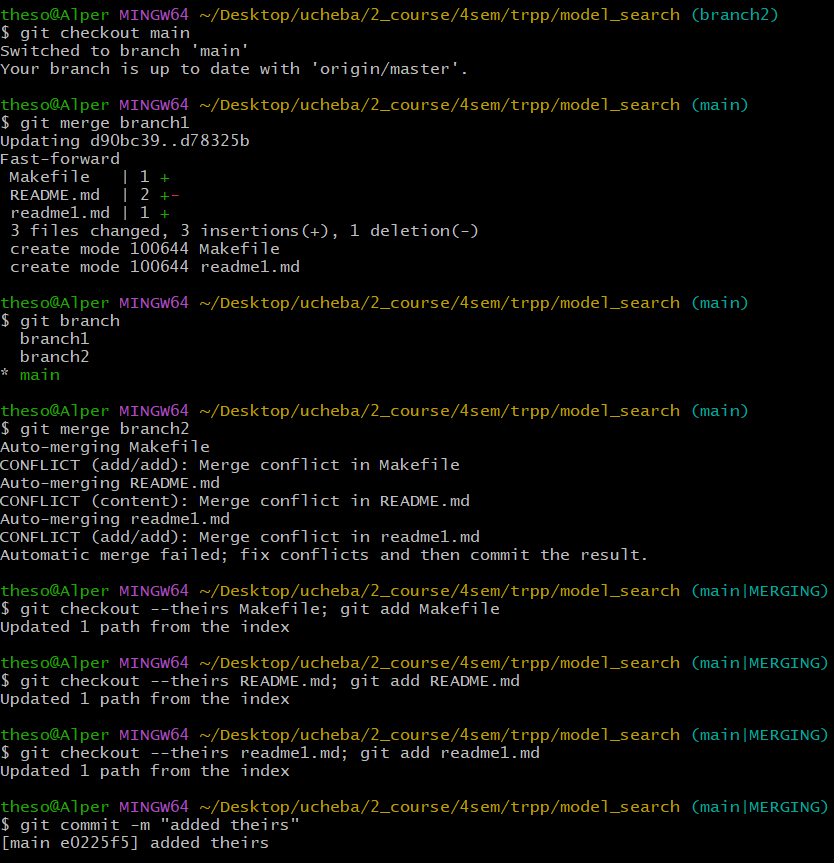 theso@Alper MINGW64 ~/Desktop/ucheba/2_course/4sem/trpp/model_search (branch2)
$ git checkout main
Switched to branch 'main'
Your branch is up to date with 'origin/master'.
theso@Alper MINGW64 ~/Desktop/ucheba/2_course/4sem/trpp/model_search (main)
$ git merge branch1
Updating d90bc39..d78325b
Fast-forward
 Makefile   | 1 +
 README.md  | 2 +-
 readme1.md | 1 +
 3 files changed, 3 insertions(+), 1 deletion(-)
 create mode 100644 Makefile
 create mode 100644 readme1.md
theso@Alper MINGW64 ~/Desktop/ucheba/2_course/4sem/trpp/model_search (main)
$ git branch
  branch1
  branch2
* main
theso@Alper MINGW64 ~/Desktop/ucheba/2_course/4sem/trpp/model_search (main)
$ git merge branch2
Auto-merging Makefile
CONFLICT (add/add): Merge conflict in Makefile
Auto-merging README.md
CONFLICT (content): Merge conflict in README.md
Auto-merging readme1.md
CONFLICT (add/add): Merge conflict in readme1.md
Automatic merge failed; fix conflicts and then commit the result.
theso@Alper MINGW64 ~/Desktop/ucheba/2_course/4sem/trpp/model_search (main|MERGING)
$ git checkout --theirs Makefile; git add Makefile
Updated 1 path from the index
theso@Alper MINGW64 ~/Desktop/ucheba/2_course/4sem/trpp/model_search (main|MERGING)
$ git checkout --theirs README.md; git add README.md
Updated 1 path from the index
theso@Alper MINGW64 ~/Desktop/ucheba/2_course/4sem/trpp/model_search (main|MERGING)
$ git checkout --theirs readme1.md; git add readme1.md
Updated 1 path from the index
theso@Alper MINGW64 ~/Desktop/ucheba/2_course/4sem/trpp/model_search (main|MERGING)
$ git commit -m "added theirs"
[main e0225f5] added theirs